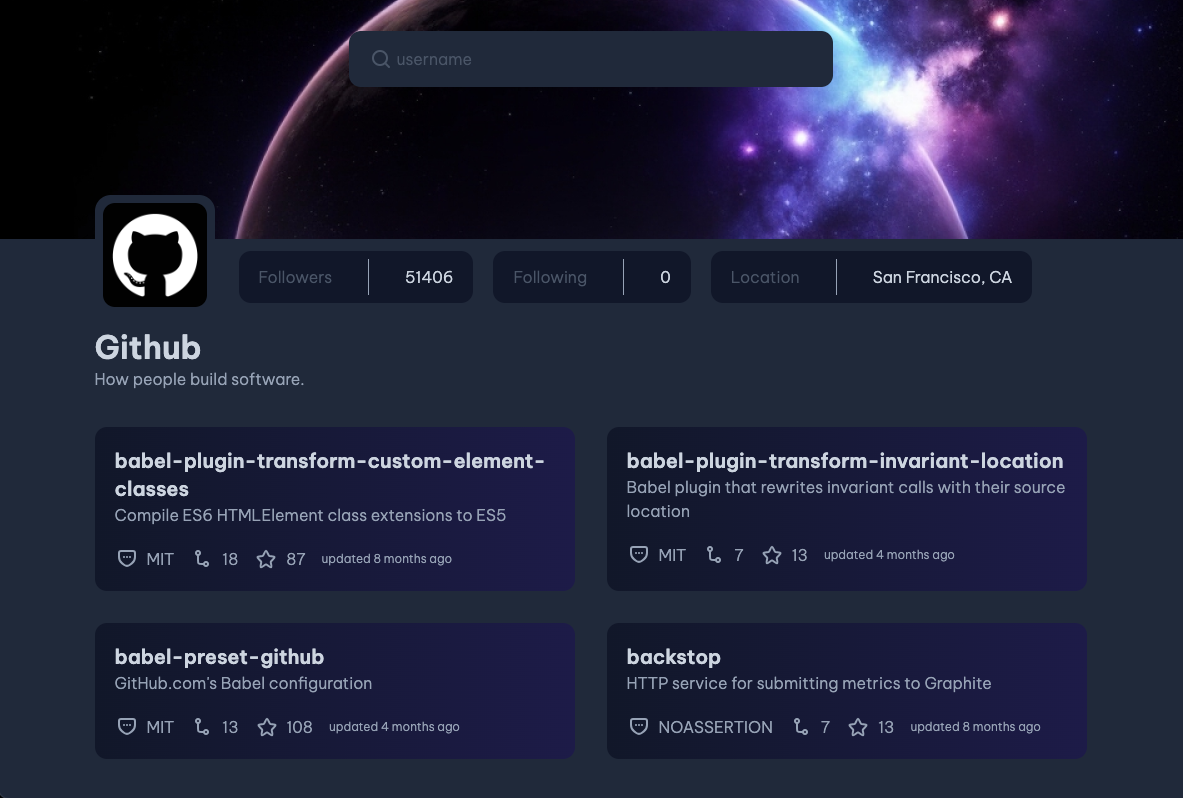 username
Followers 51406 Following 0 Location San Francisco, CA
Github
How people build software.
babel-plugin-transform-custom-element-
classes
Compile ES6 HTMLElement class extensions to ES5
MIT 18 87 updated 8 months ago
babel-plugin-transform-invariant-location
Babel plugin that rewrites invariant calls with their source
location
MIT 7 13 updated 4 months ago
babel-preset-github
GitHub.com's Babel configuration
MIT 13 108 updated 4 months ago
backstop
HTTP service for submitting metrics to Graphite
NOASSERTION 7 13 updated 8 months ago